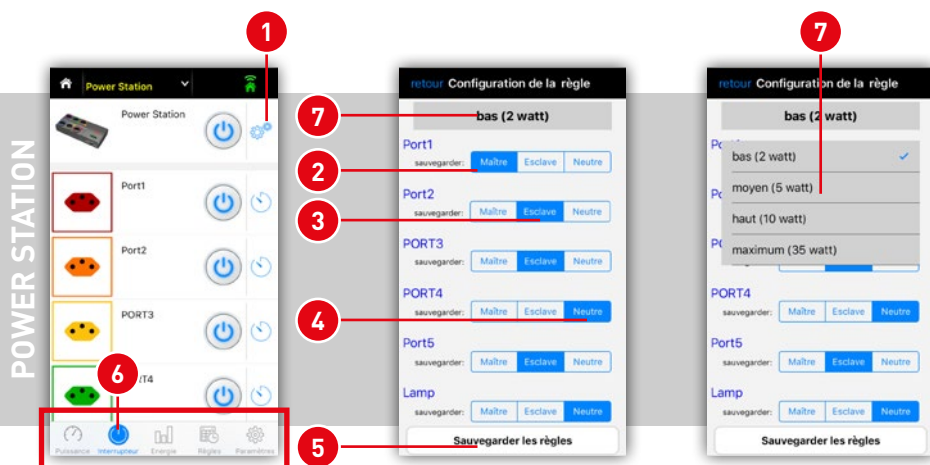 1
7
POWER STATION
Power Station
Power Station
Port1
Port2
PORT3
6
Puissance Interrupteur Energie Règles Paramètres
retour Configuration de la règle
7
bas (2 watt)
Port1
2
sauvegarder: Maître Esclave Neutre
Port2
3
sauvegarder: Maître Esclave Neutre
PORT3
sauvegarder: Maître Esclave Neutre
PORT4
4
sauvegarder: Maître Esclave Neutre
Port5
sauvegarder: Maître Esclave Neutre
Lamp
sauvegarder: Maître Esclave Neutre
5
Sauvegarder les règles
retour Configuration de la règle
bas (2 watt)
bas (2 watt)
moyen (5 watt)
haut (10 watt)
maximum (35 watt)
PORT4
sauvegarder: Maître Esclave Neutre
Port5
sauvegarder: Maître Esclave Neutre
Lamp
sauvegarder: Maître Esclave Neutre
Sauvegarder les règles